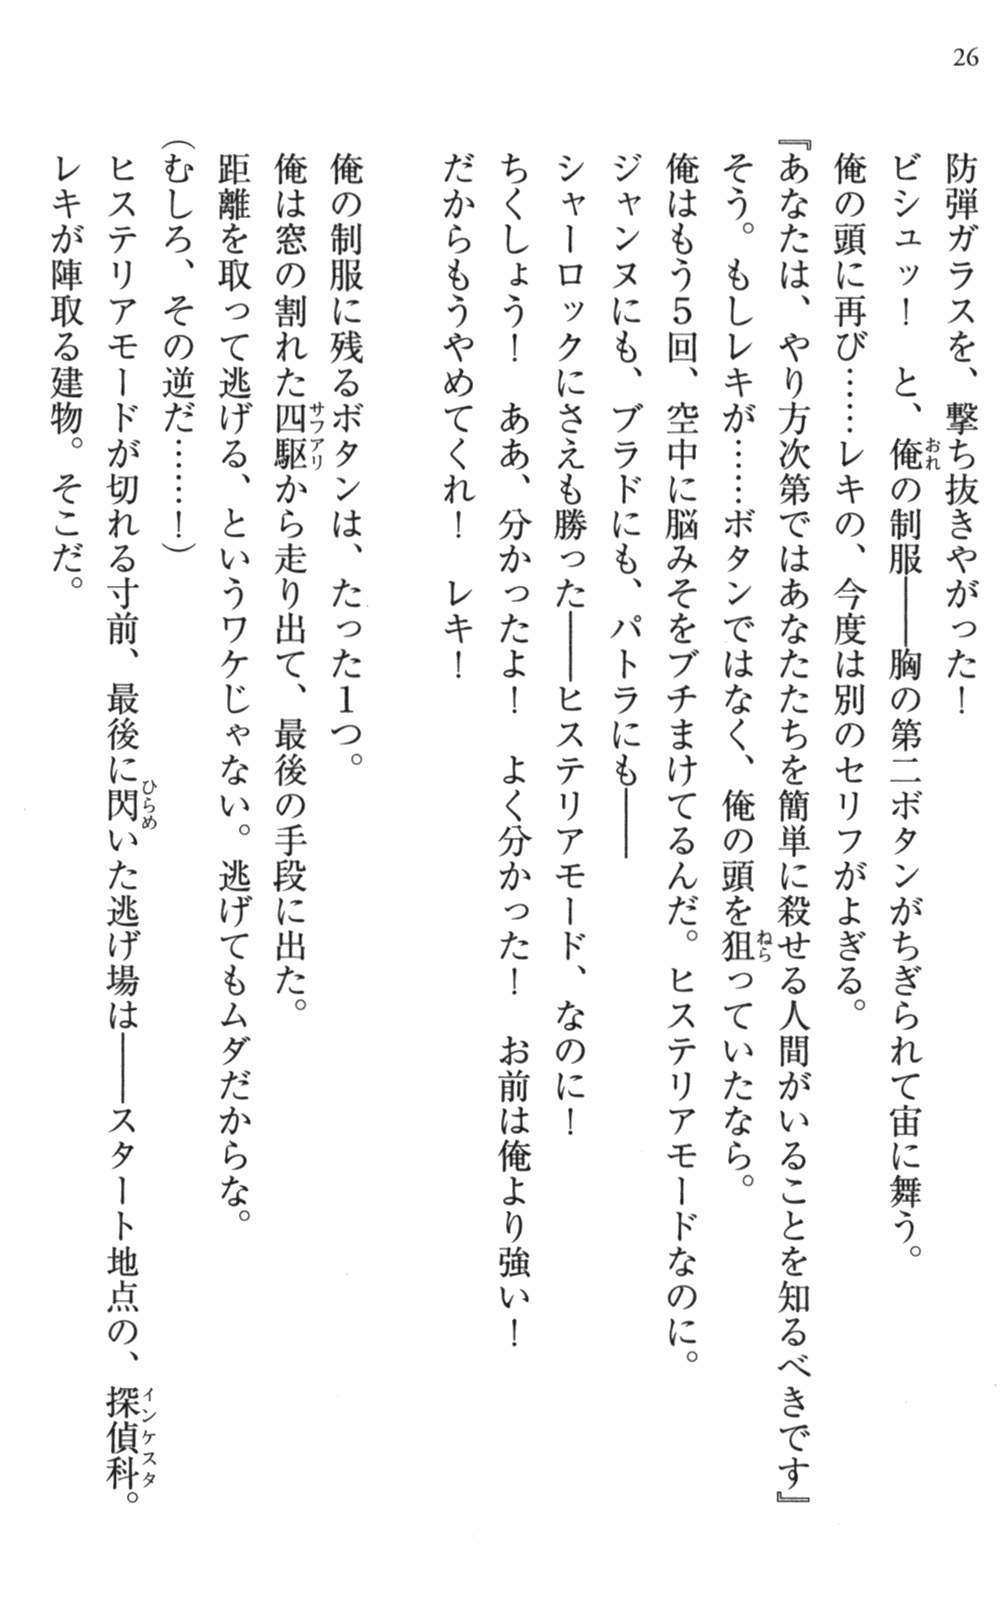 26
防弾ガラスを、撃ち抜きやがった！
ビシュッ！　と、俺の制服――胸の第二ボタンがちぎられて宙に舞う。
俺の頭に再び……レキの、今度は別のセリフがよぎる。
『あなたは、やり方次第ではあなたたちを簡単に殺せる人間がいることを知るべきです』
そう。もしレキが……ボタンではなく、俺の頭を狙っていたなら。
俺はもう５回、空中に脳みそをブチまけてるんだ。ヒステリアモードなのに。
ジャンヌにも、ブラドにも、パトラにも――
シャーロックにさえも勝った――ヒステリアモード、なのに！
ちくしょう！　ああ、分かったよ！　よく分かった！　お前は俺より強い！
だからもうやめてくれ！　レキ！
俺の制服に残るボタンは、たった１つ。
俺は窓の割れた四駆から走り出て、最後の手段に出た。
距離を取って逃げる、というワケじゃない。逃げてもムダだからな。
（むしろ、その逆だ……！）
ヒステリアモードが切れる寸前、最後に閃いた逃げ場は――スタート地点の、探偵科。
レキが陣取る建物。そこだ。